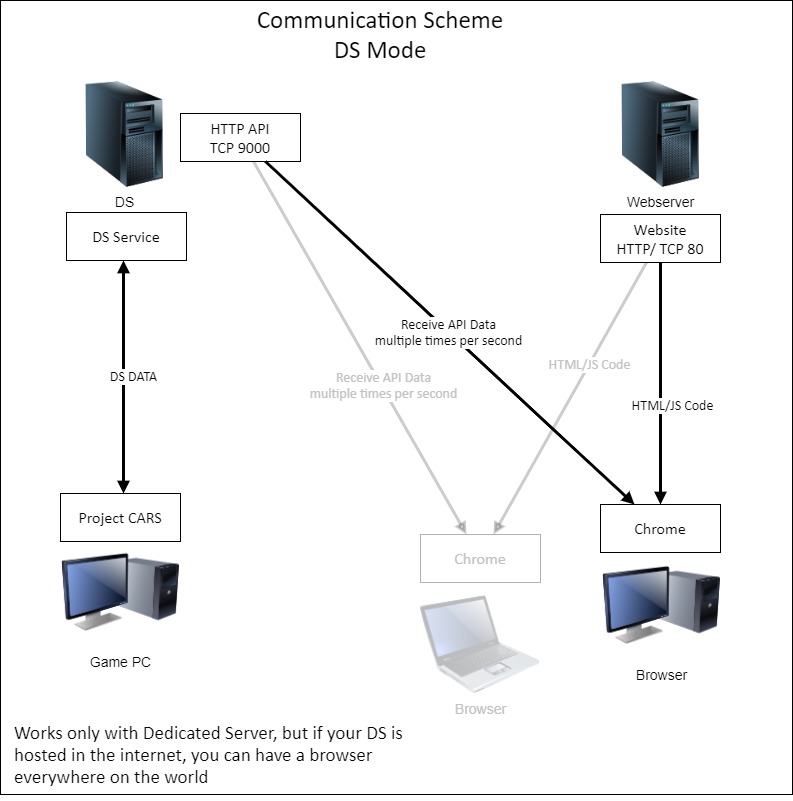 Communication Scheme
DS Mode
HTTP API
TCP 9000
DS
Webserver
DS Service
Website
HTTP/ TCP 80
Receive API Data
multiple times per second
HTML/JS Code
DS DATA
Receive API Data
multiple times per second
HTML/JS Code
Project CARS
Chrome
Chrome
Game PC
Browser
Browser
Works only with Dedicated Server, but if your DS is
hosted in the internet, you can have a browser
everywhere on the world